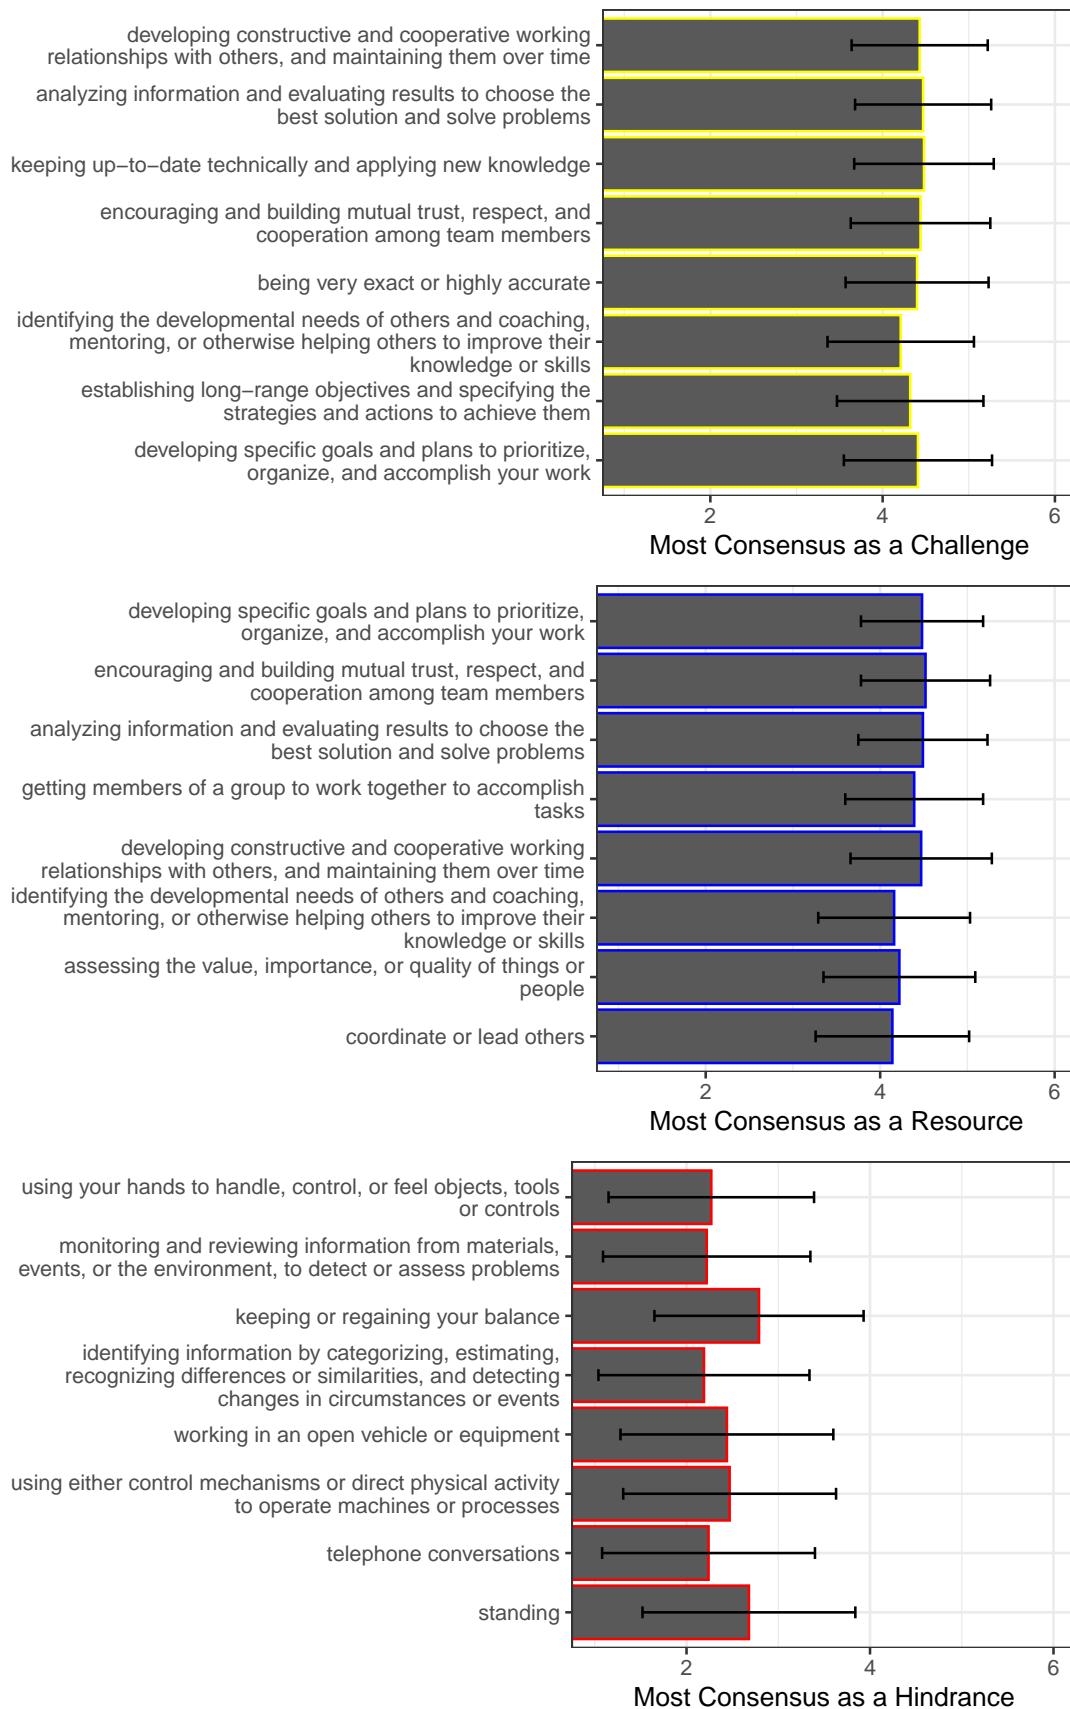 developing constructive and cooperative working
relationships with others, and maintaining them over time
analyzing information and evaluating results to choose the
best solution and solve problems
keeping up−to−date technically and applying new knowledge
encouraging and building mutual trust, respect, and
cooperation among team members
being very exact or highly accurate
identifying the developmental needs of others and coaching,
mentoring, or otherwise helping others to improve their
knowledge or skills
establishing long−range objectives and specifying the
strategies and actions to achieve them
developing specific goals and plans to prioritize,
organize, and accomplish your work
2 4 6
Most Consensus as a Challenge
developing specific goals and plans to prioritize,
organize, and accomplish your work
encouraging and building mutual trust, respect, and
cooperation among team members
analyzing information and evaluating results to choose the
best solution and solve problems
getting members of a group to work together to accomplish
tasks
developing constructive and cooperative working
relationships with others, and maintaining them over time
identifying the developmental needs of others and coaching,
mentoring, or otherwise helping others to improve their
knowledge or skills
assessing the value, importance, or quality of things or
people
coordinate or lead others
2 4 6
Most Consensus as a Resource
using your hands to handle, control, or feel objects, tools
or controls
monitoring and reviewing information from materials,
events, or the environment, to detect or assess problems
keeping or regaining your balance
identifying information by categorizing, estimating,
recognizing differences or similarities, and detecting
changes in circumstances or events
working in an open vehicle or equipment
using either control mechanisms or direct physical activity
to operate machines or processes
telephone conversations
standing
2 4 6
Most Consensus as a Hindrance